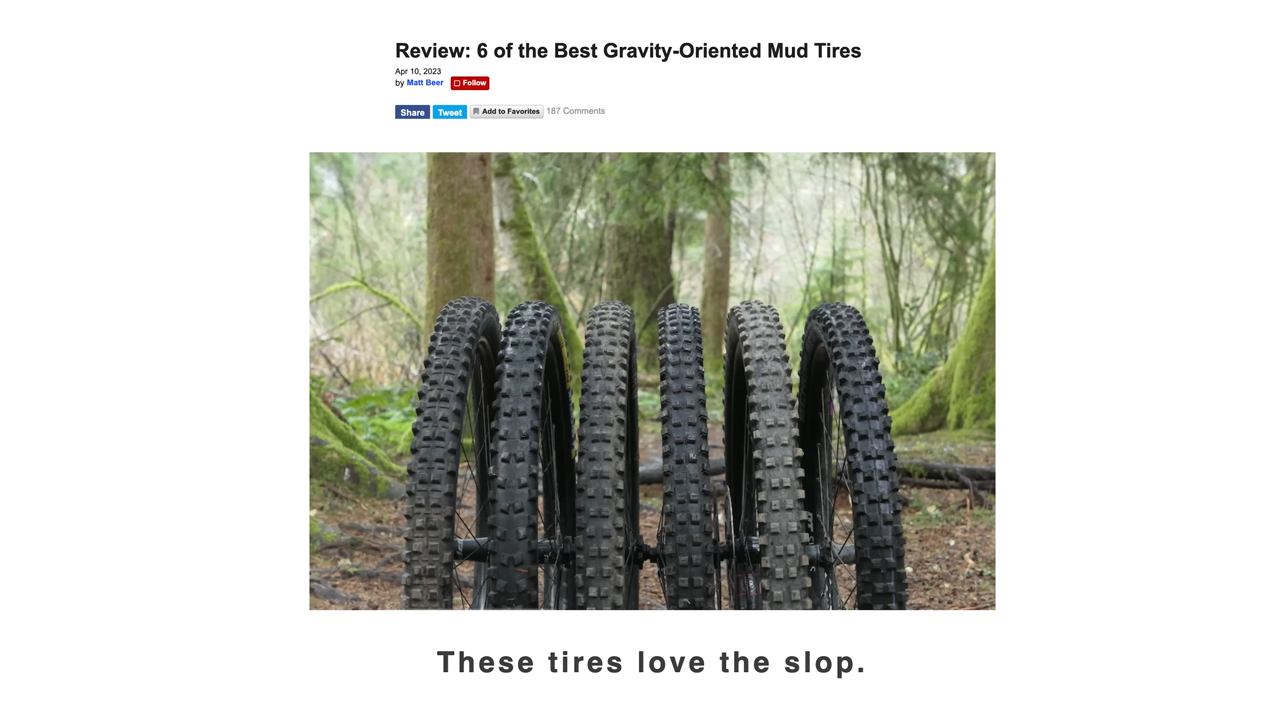 Review: 6 of the Best Gravity-Oriented Mud Tires
Apr 10, 2023
by Matt Beer Follow
Share Tweet Add to Favorites 187 Comments
These tires love the slop.